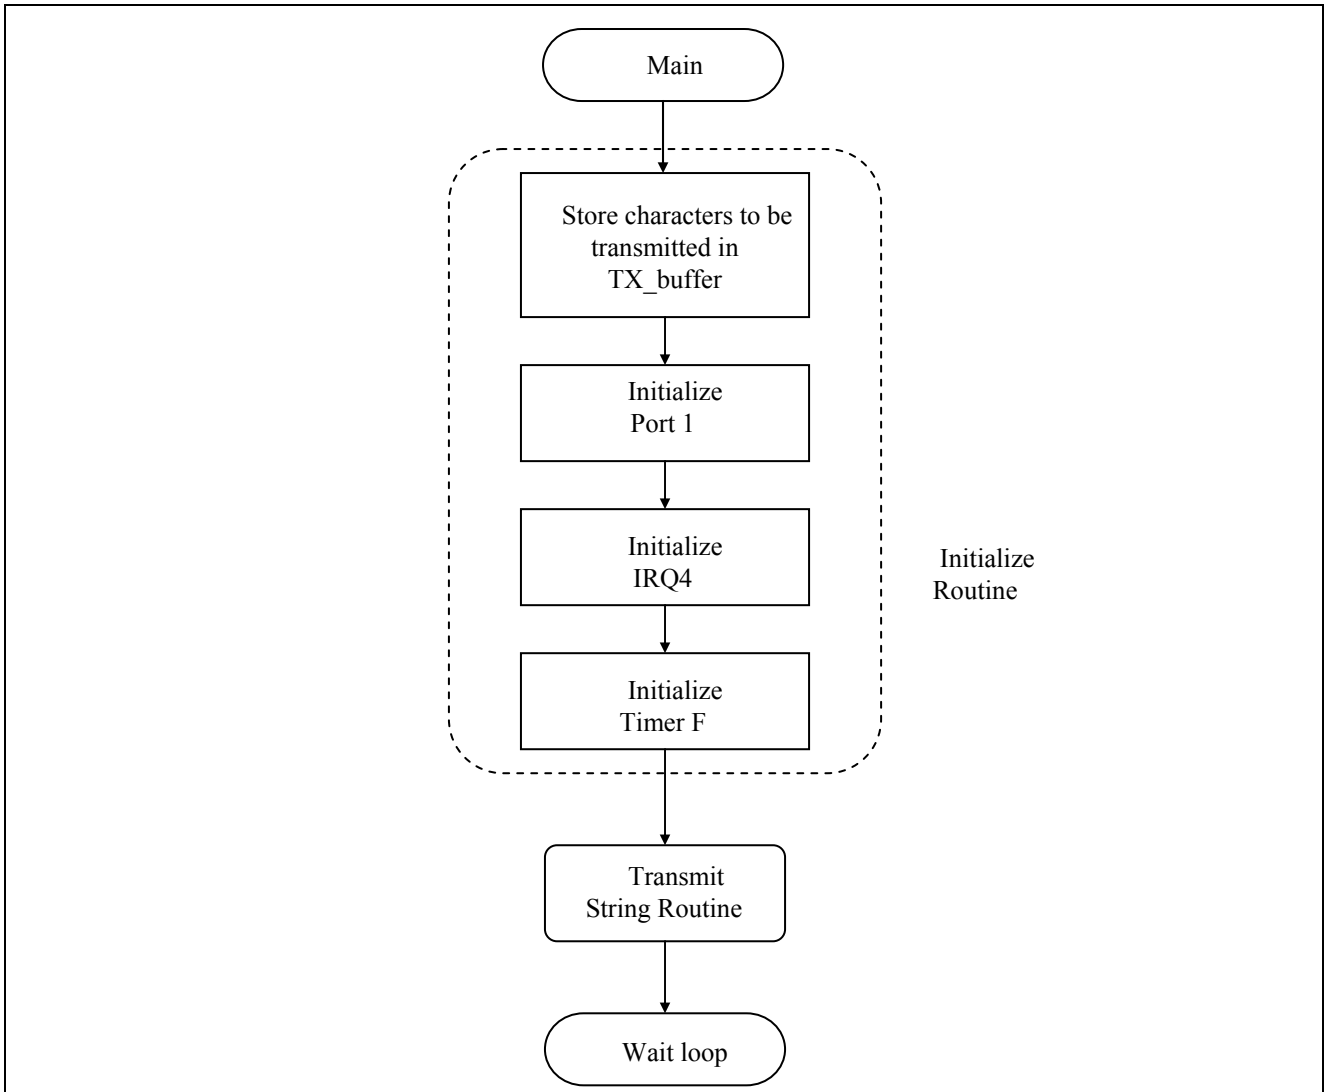 Main
Store characters to be
transmitted in
TX_buffer
Initialize
Port 1
Initialize
IRQ4
Initialize
Routine
Initialize
Timer F
Transmit
String Routine
Wait loop